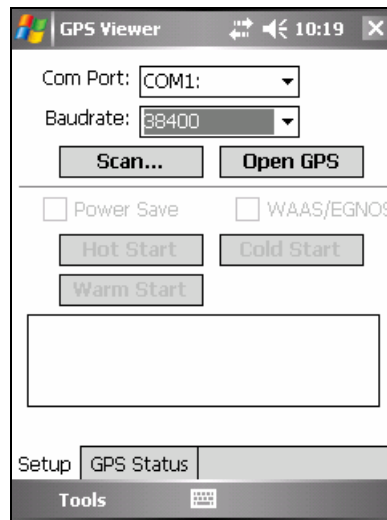 GPS Viewer 10:19
Com Port: COM1:
Baudrate: 38400
Scan... Open GPS
Power Save WAAS/EGNOS
Hot Start Cold Start
Warm Start
Setup GPS Status
Tools